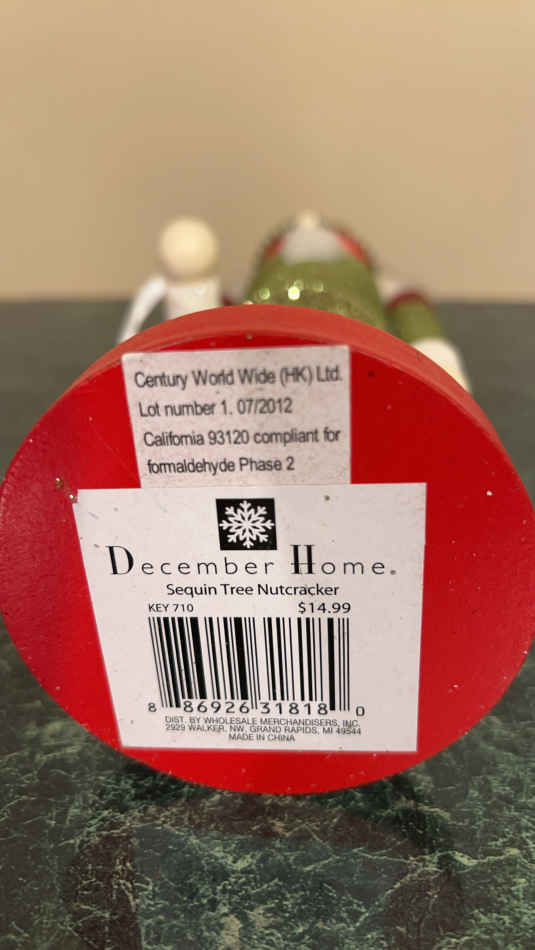 Century World Wide (HK) Ltd.
Lot number 1. 07/2012
California 93120 compliant for
formaldehyde Phase 2
December Home®
Sequin Tree Nutcracker
KEY 710 $14.99
8 86926 31818 0
DIST. BY WHOLESALE MERCHANDISERS, INC.
2929 WALKER, NW, GRAND RAPIDS, MI 49544
MADE IN CHINA